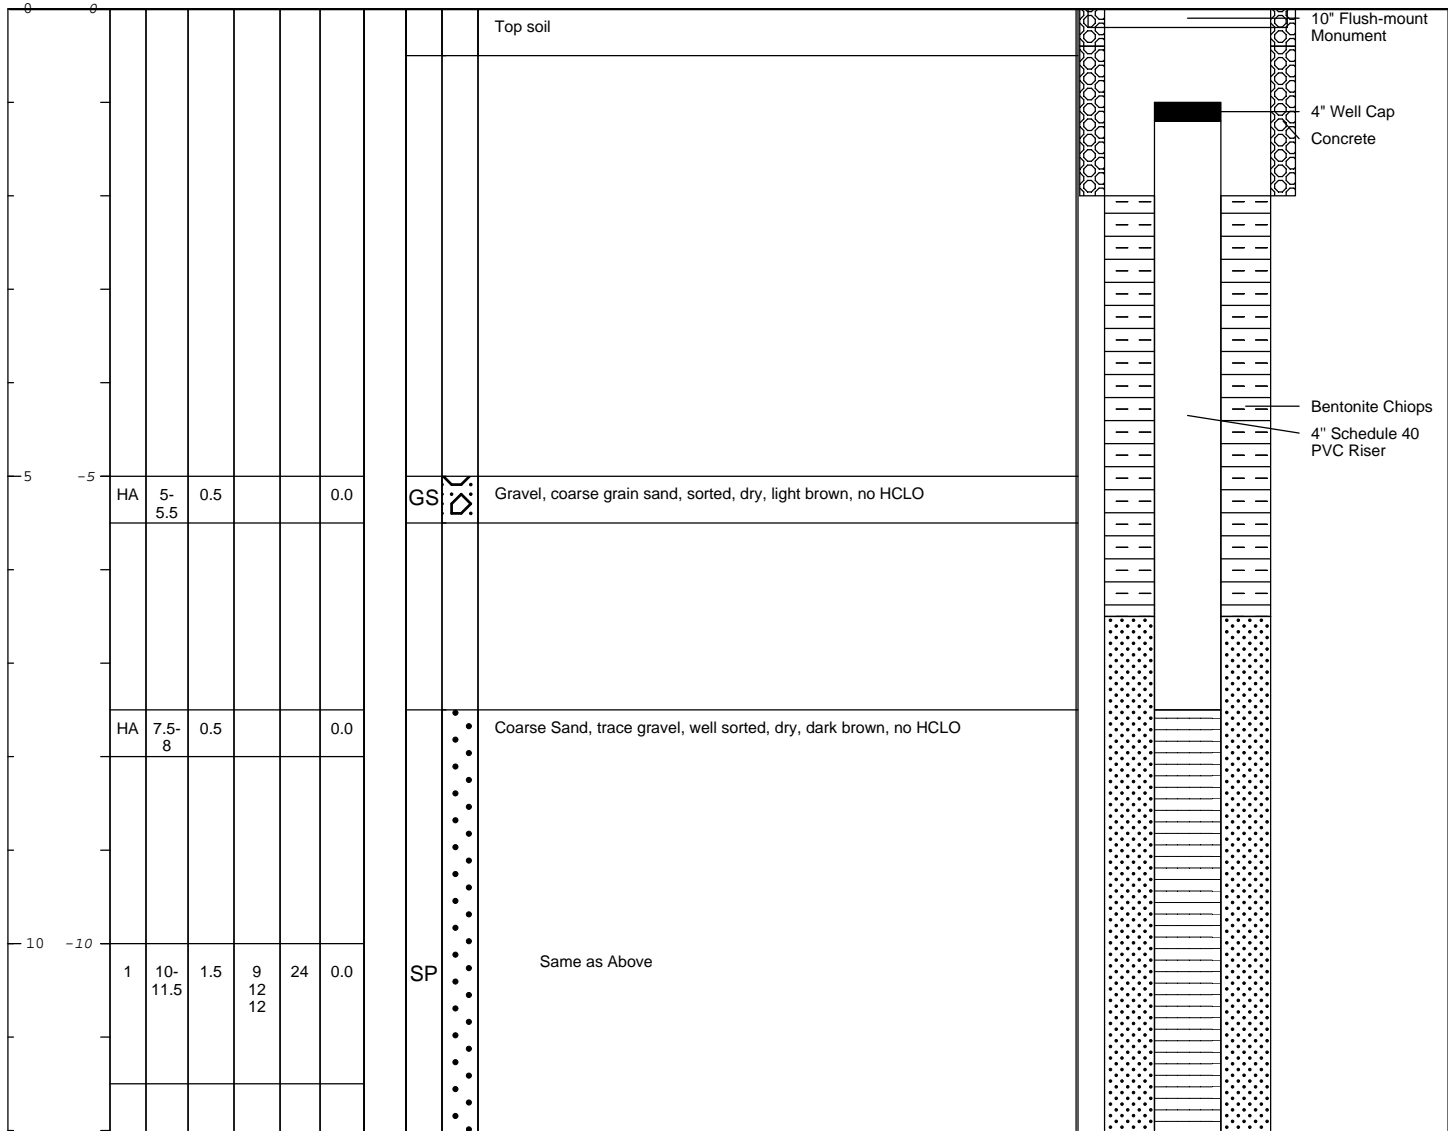 0 0
Top soil
10" Flush-mount
Monument
4" Well Cap
Concrete
Bentonite Chiops
4" Schedule 40
PVC Riser
5 -5
HA 5- 0.5 0.0 GS Gravel, coarse grain sand, sorted, dry, light brown, no HCLO
5.5
HA 7.5- 0.5 0.0 Coarse Sand, trace gravel, well sorted, dry, dark brown, no HCLO
8
10 -10
1 10- 1.5 9 24 0.0 SP Same as Above
11.5 12
12